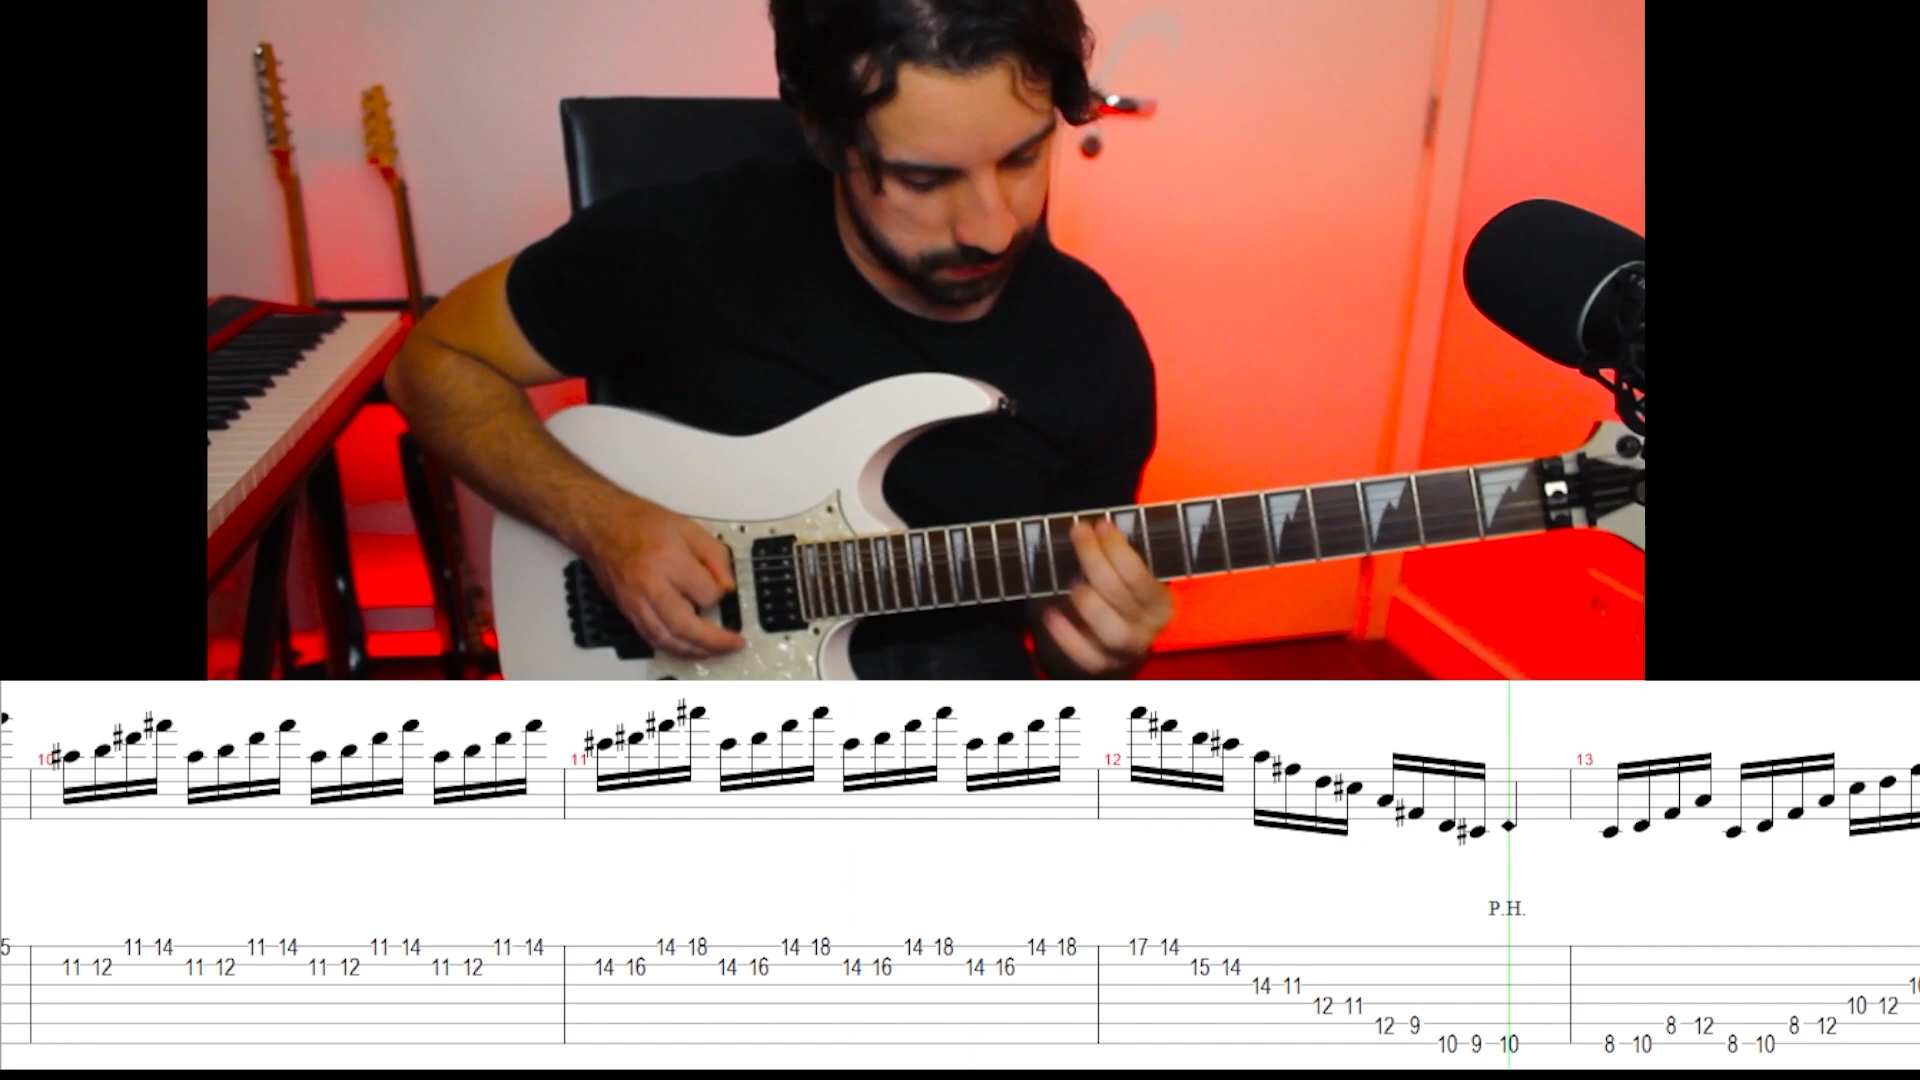 10 11 12 13
P.H.
5 11 14 11 14 11 14 11 14 14 18 14 18 14 18 14 18 17 14
11 12 11 12 11 12 11 12 14 16 14 16 14 16 14 16 15 14
14 11
12 11 10 12
12 9 8 12 8 12
10 9 10 8 10 8 10